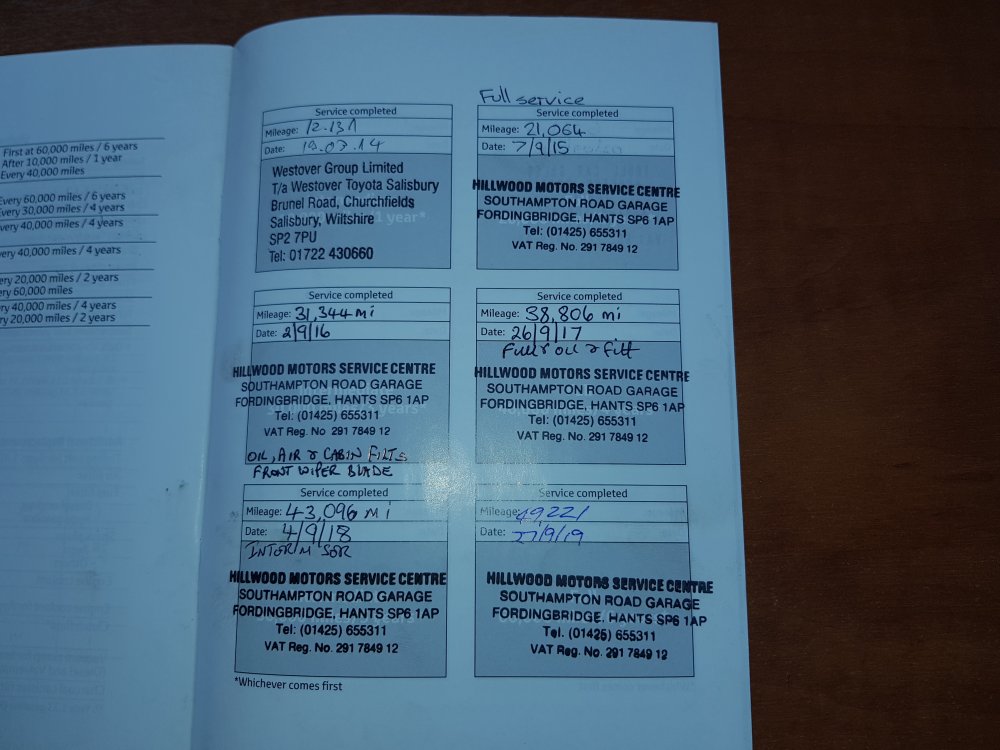 First at 60,000 miles / 6 years
After 10,000 miles / 1 year
Every 40,000 miles
Every 60,000 miles / 6 years
Every 30,000 miles / 4 years
very 40,000 miles / 4 years
very 40,000 miles / 4 years
ery 20,000 miles / 2 years
ery 60,000 miles
ry 40,000 miles / 4 years
ry 20,000 miles / 2 years
Service completed
Mileage: 12.131
Date: 19.03.14
Westover Group Limited
T/a Westover Toyota Salisbury
Brunel Road, Churchfields
Salisbury, Wiltshire
SP2 7PU
Tel: 01722 430660
Full service
Service completed
Mileage: 21,064
Date: 7/9/15
HILLWOOD MOTORS SERVICE CENTRE
SOUTHAMPTON ROAD GARAGE
FORDINGBRIDGE, HANTS SP6 1AP
Tel: (01425) 655311
VAT Reg. No. 291 7849 12
Service completed
Mileage: 31,344 mi
Date: 2/9/16
HILLWOOD MOTORS SERVICE CENTRE
SOUTHAMPTON ROAD GARAGE
FORDINGBRIDGE, HANTS SP6 1AP
Tel: (01425) 655311
VAT Reg. No 291 7849 12
OIL, AIR & CABIN FILTS
FRONT WIPER BLADE
Service completed
Mileage: 38,806 mi
Date: 26/9/17
oil & Filt
HILLWOOD MOTORS SERVICE CENTRE
SOUTHAMPTON ROAD GARAGE
FORDINGBRIDGE, HANTS SP6 1AP
Tel: (01425) 655311
VAT Reg. No. 291 7849 12
Service completed
Mileage: 43,096 mi
Date: 4/9/18
INTERIM SER
HILLWOOD MOTORS SERVICE CENTRE
SOUTHAMPTON ROAD GARAGE
FORDINGBRIDGE, HANTS SP6 1AP
Tel: (01425) 655311
VAT Reg. No. 291 7849 12
Service completed
Mileage: 49221
Date: 27/9/19
HILLWOOD MOTORS SERVICE CENTRE
SOUTHAMPTON ROAD GARAGE
FORDINGBRIDGE, HANTS SP6 1AP
Tel: (01425) 655311
VAT Reg. No. 291 7849 12
*Whichever comes first